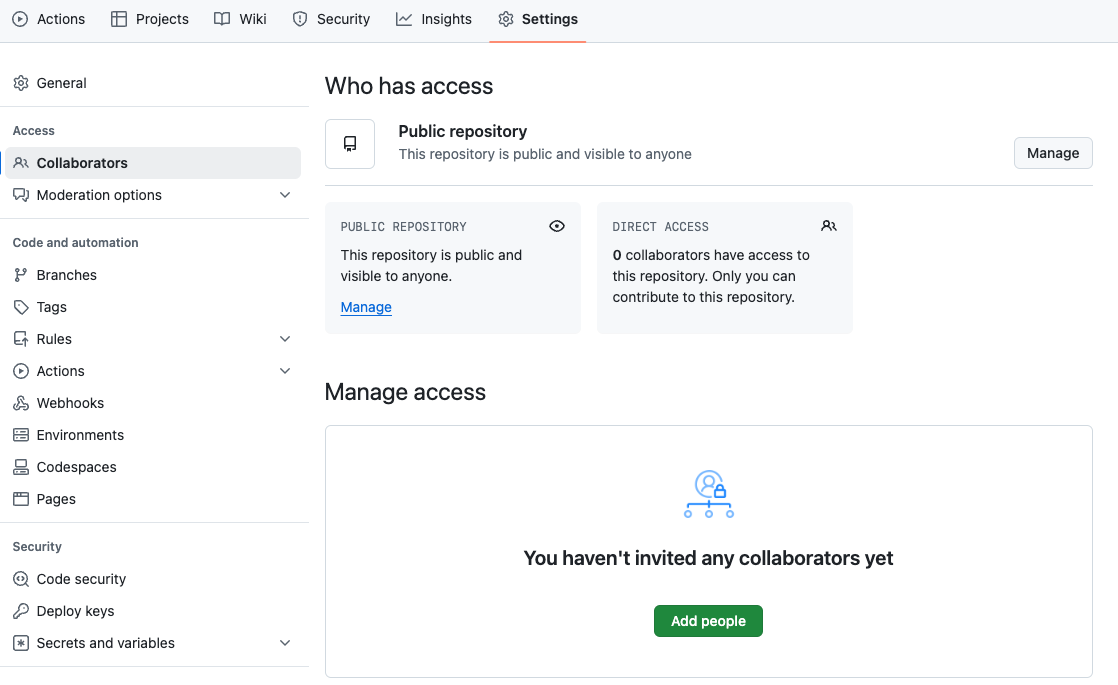 Actions
Projects
Wiki
Security
Insights
Settings
General
Access
Collaborators
Moderation options
Code and automation
Branches
Tags
Rules
Actions
Webhooks
Environments
Codespaces
Pages
Security
Code security
Deploy keys
Secrets and variables
Who has access
Public repository
This repository is public and visible to anyone
Manage
PUBLIC REPOSITORY
This repository is public and
visible to anyone.
Manage
DIRECT ACCESS
0 collaborators have access to
this repository. Only you can
contribute to this repository.
Manage access
You haven't invited any collaborators yet
Add people